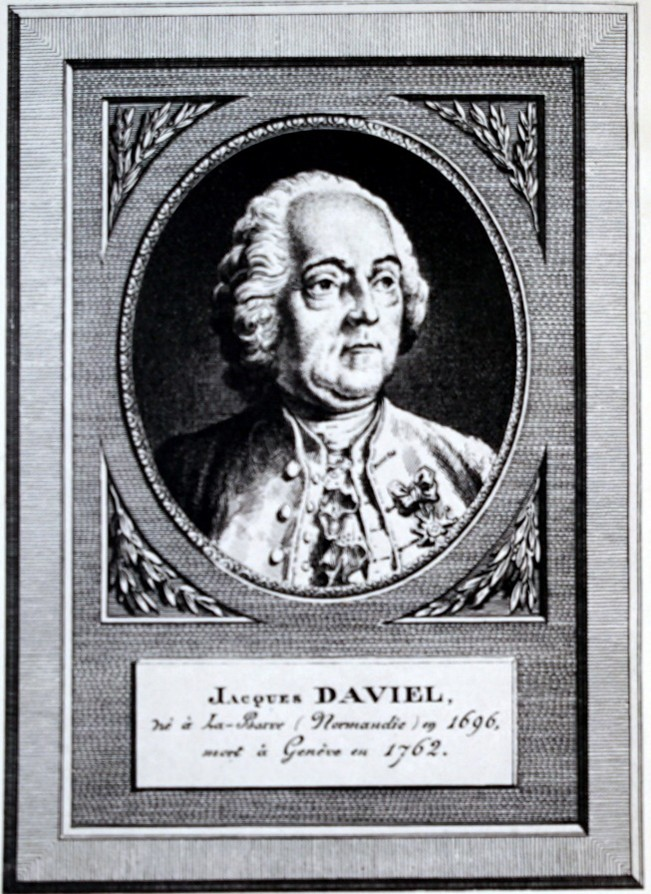 Jacques DAVIEL,
né à La-Barre (Normandie) en 1696,
mort à Genève en 1762.